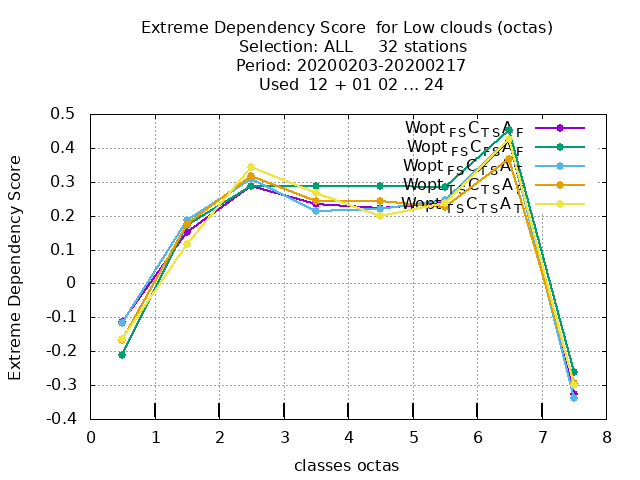 Extreme Dependency Score  for Low clouds (octas)
Selection: ALL     32 stations
Period: 20200203-20200217
Used  12 + 01 02 ... 24
0.5
0.4
0.3
0.2
0.1
0
-0.1
-0.2
-0.3
-0.4
Extreme Dependency Score
Wopt FS C TS A F
Wopt FS C FS A F
Wopt FS C TS A
Wopt TS C TS A
Wopt TS C TS A T
0 1 2 3 4 5 6 7 8
classes octas